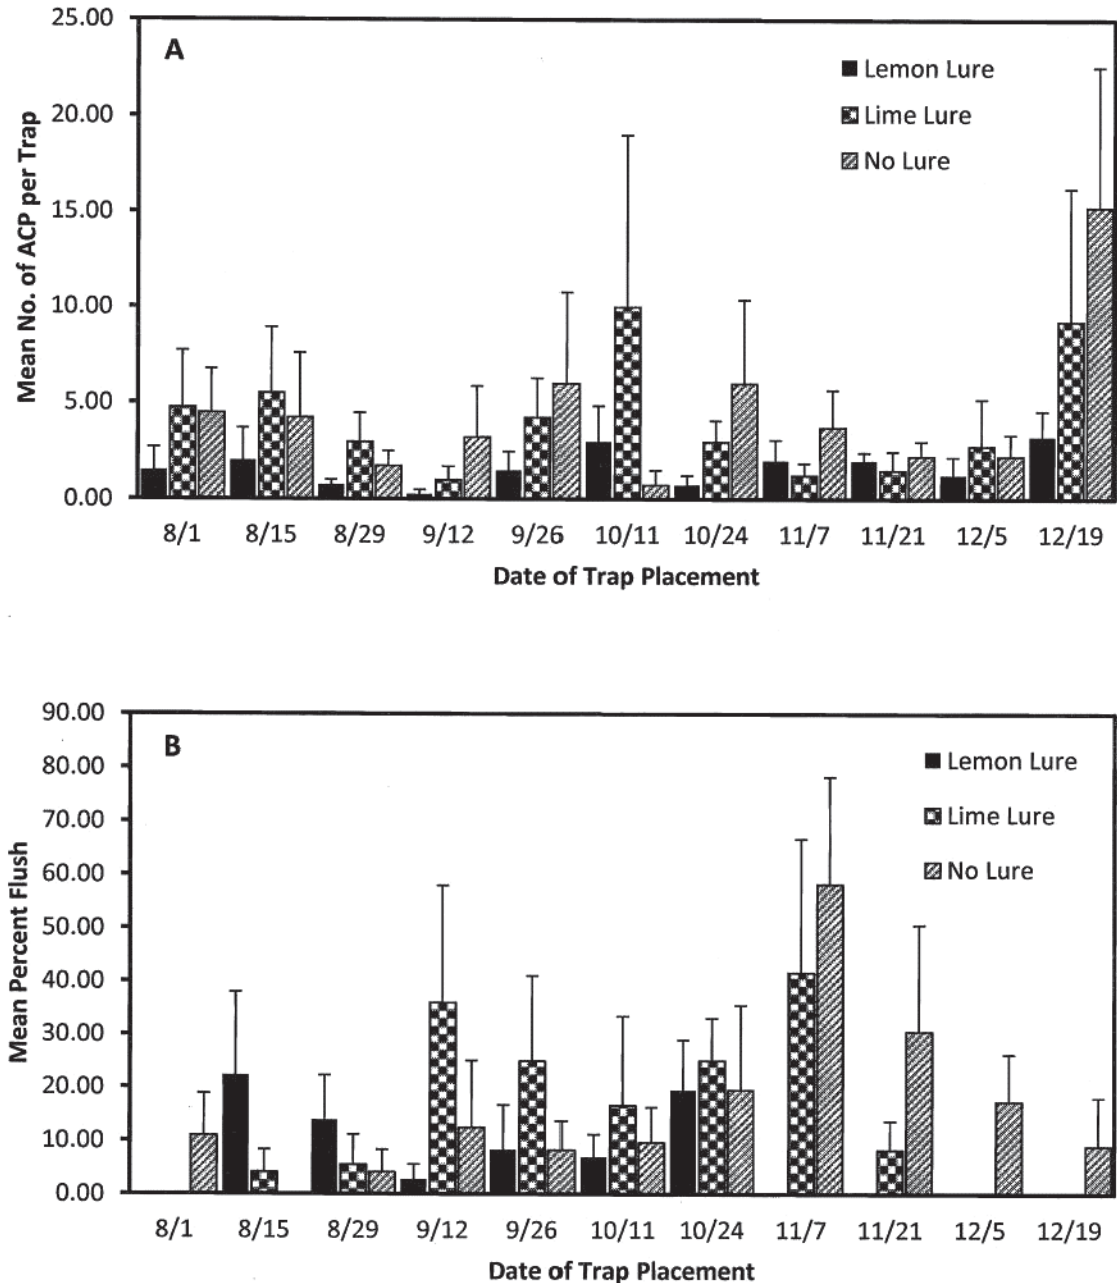 25.00
20.00
15.00
10.00
5.00
0.00
Mean No. of ACP per Trap
A
Lemon Lure
Lime Lure
No Lure
8/1 8/15 8/29 9/12 9/26 10/11 10/24 11/7 11/21 12/5 12/19
Date of Trap Placement
90.00
80.00
70.00
60.00
50.00
40.00
30.00
20.00
10.00
0.00
Mean Percent Flush
B
Lemon Lure
Lime Lure
No Lure
8/1 8/15 8/29 9/12 9/26 10/11 10/24 11/7 11/21 12/5 12/19
Date of Trap Placement